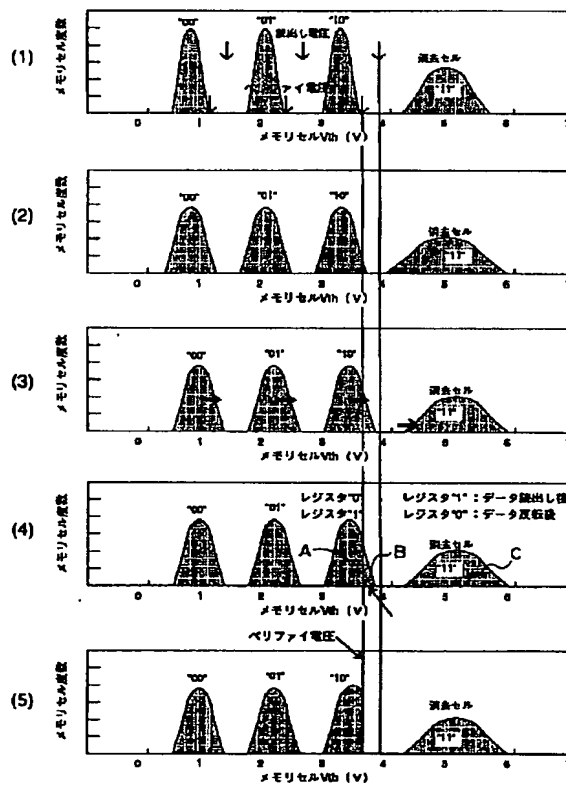 (1)
メモリセル度数
"00"
"01"
"10"
読出し電圧
ベリファイ電圧
消去セル
"11"
0 1 2 3 4 5 6
メモリセルVth (V)
(2)
メモリセル度数
"00"
"01"
"10"
消去セル
"11"
0 1 2 3 4 5 6
メモリセルVth (V)
(3)
メモリセル度数
"00"
"01"
"10"
消去セル
"11"
0 1 2 3 4 5 6
メモリセルVth (V)
(4)
メモリセル度数
レジスタ"0" レジスタ"1":データ読出し後
レジスタ"1" レジスタ"0":データ反転後
"00"
"01"
"10"
A
B
消去セル
"11"
C
0 1 2 3 4 5 6
メモリセルVth (V)
ベリファイ電圧
(5)
メモリセル度数
"00"
"01"
"10"
消去セル
"11"
0 1 2 3 4 5 6
メモリセルVth (V)